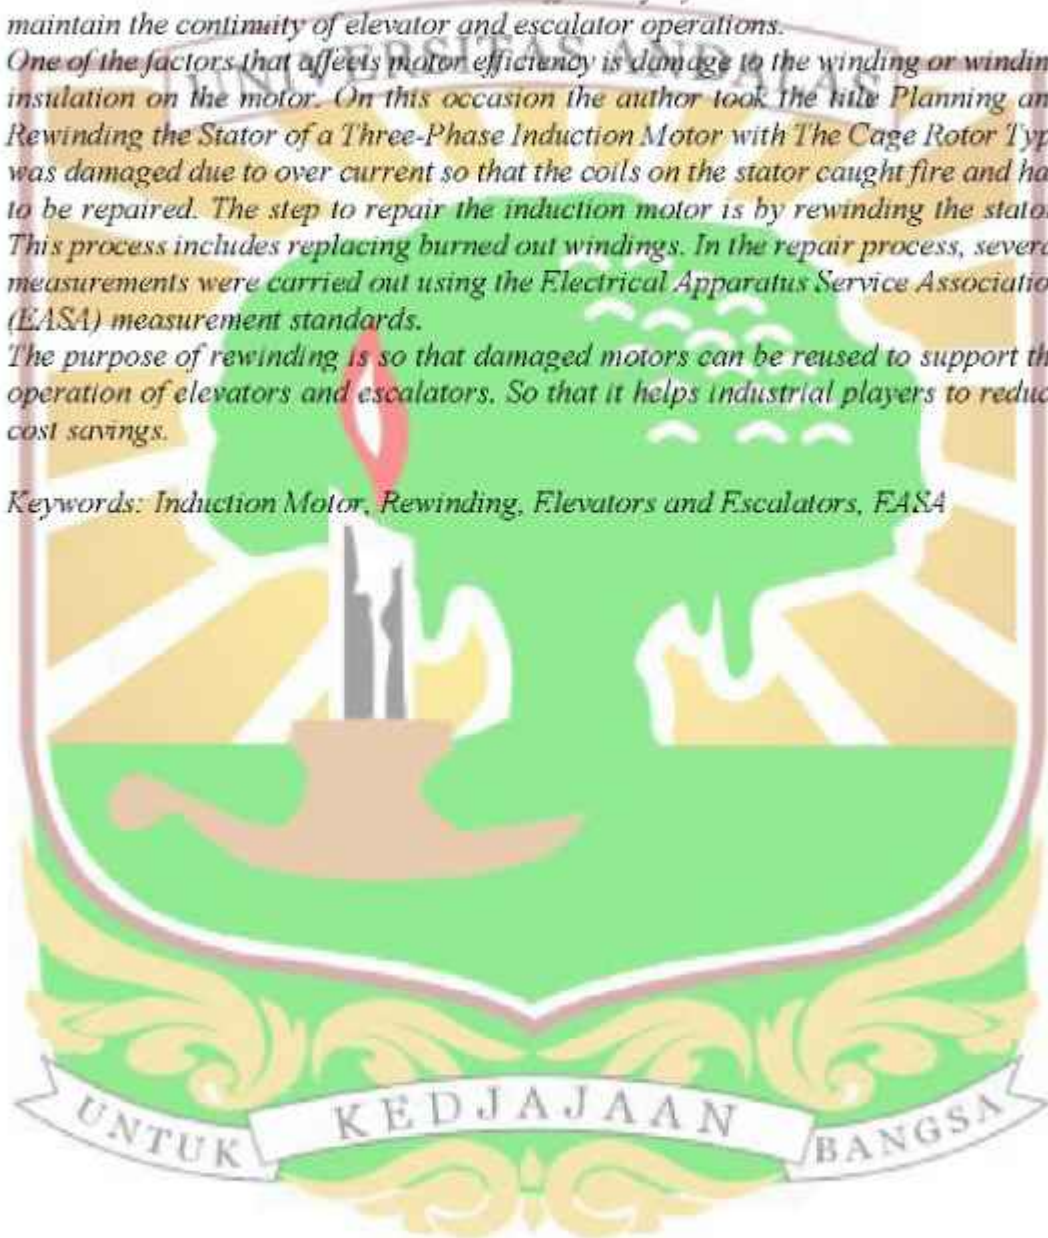 maintain the continuity of elevator and escalator operations.
UNIVERSITAS ANDALAS
One of the factors that affects motor efficiency is damage to the winding or windin
insulation on the motor. On this occasion the author took the title Planning an
Rewinding the Stator of a Three-Phase Induction Motor with The Cage Rotor Typ
was damaged due to over current so that the coils on the stator caught fire and ha
to be repaired. The step to repair the induction motor is by rewinding the stator
This process includes replacing burned out windings. In the repair process, severa
measurements were carried out using the Electrical Apparatus Service Associatio
(EASA) measurement standards.
The purpose of rewinding is so that damaged motors can be reused to support th
operation of elevators and escalators. So that it helps industrial players to reduc
cost savings.
Keywords: Induction Motor, Rewinding, Elevators and Escalators, EASA
UNTUK KEDJAJAAN BANGSA